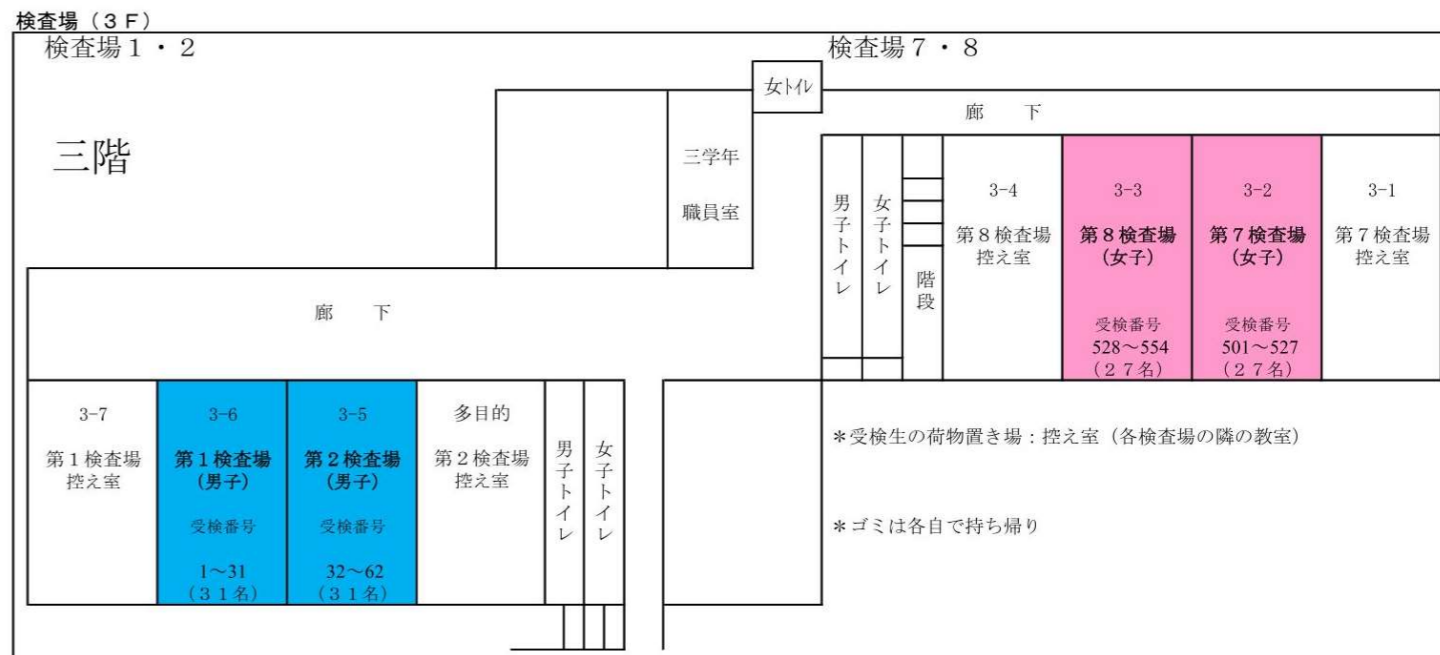 検査場（３Ｆ）
検査場１・２
検査場７・８
三階
女トイレ
三学年
職員室
廊　下
男子トイレ
女子トイレ
階段
3-4
第８検査場
控え室
3-3
第８検査場
(女子)
受検番号
528～554
(２７名)
3-2
第７検査場
(女子)
受検番号
501～527
(２７名)
3-1
第７検査場
控え室
廊　下
3-7
第１検査場
控え室
3-6
第１検査場
(男子)
受検番号
1～31
(３１名)
3-5
第２検査場
(男子)
受検番号
32～62
(３１名)
多目的
第２検査場
控え室
男子トイレ
女子トイレ
＊受検生の荷物置き場：控え室（各検査場の隣の教室）
＊ゴミは各自で持ち帰り